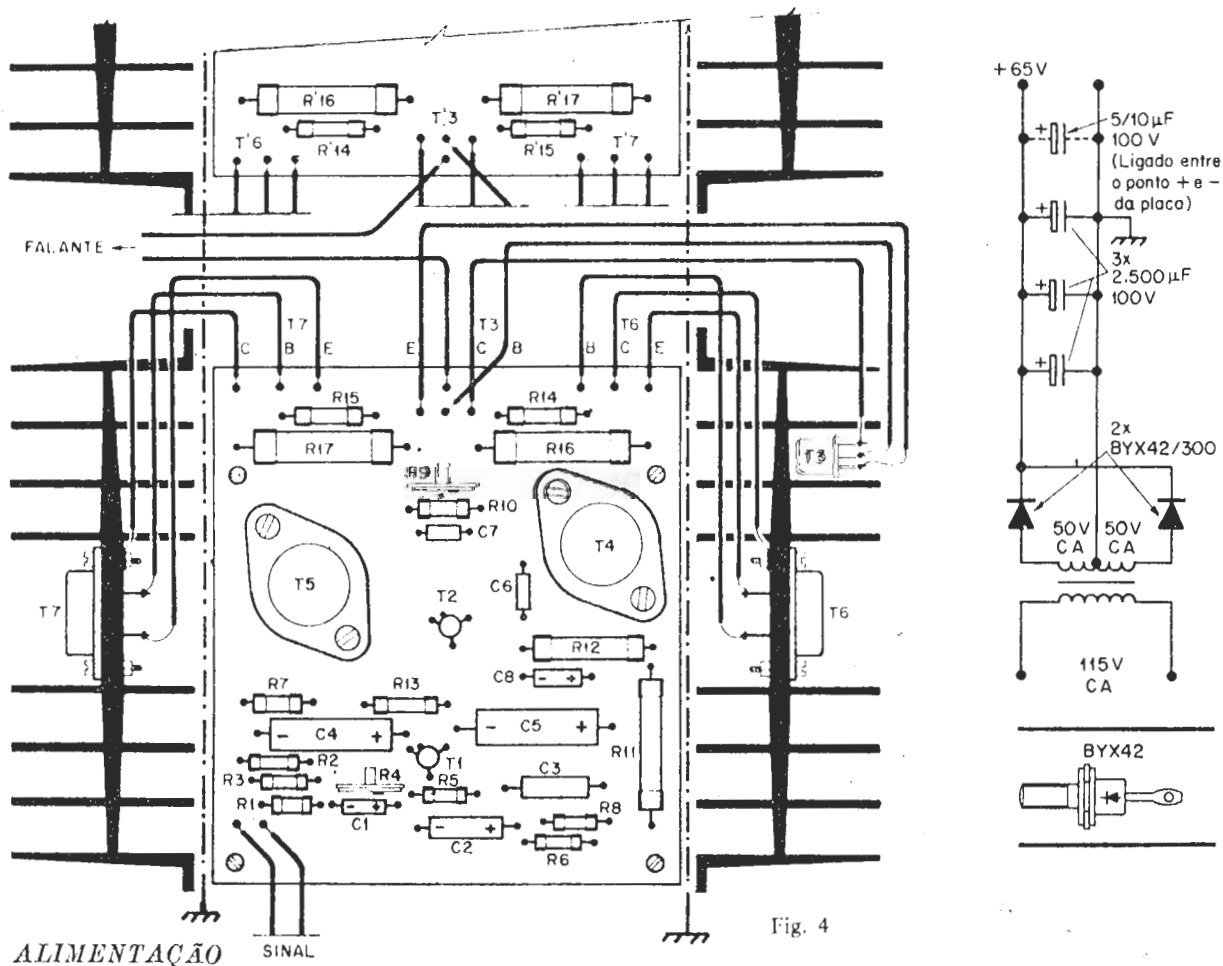 R'16
R'17
T'3
T'6
R'14
R'15
T'7
FALANTE ←
T7
T3
T6
C
B
E
E
C
B
B
C
E
R15
R14
R17
R16
R9
T3
R10
C7
T4
T5
C6
T2
T7
T6
R12
C8
- +
R7
R13
- C4 +
- C5 +
R11
R2
T1
R3
R4
R5
C3
R1
- +
C1
R8
- +
C2
R6
SINAL
Fig. 4
ALIMENTAÇÃO
+65V
+
5/10µF
100 V
(Ligado entre
o ponto + e -
da placa)
+
3x
2.500µF
100V
+
+
2x
BYX42/300
50V 50V
CA CA
115V
CA
BYX42